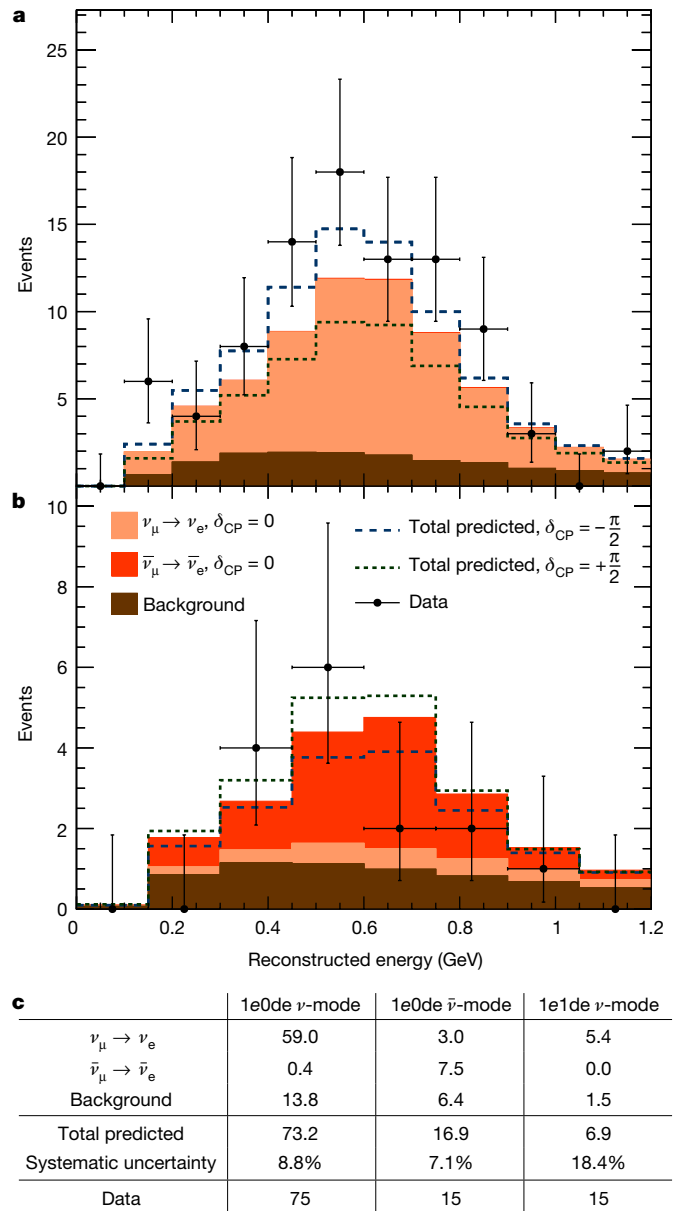 a
25
20
15
10
5
0
Events
b
10
8
6
4
2
0
Events
νμ → νe, δCP = 0
ν̄μ → ν̄e, δCP = 0
Background
Total predicted, δCP = −π/2
Total predicted, δCP = +π/2
Data
0 0.2 0.4 0.6 0.8 1.0 1.2
Reconstructed energy (GeV)
c 1e0de ν-mode 1e0de ν̄-mode 1e1de ν-mode
νμ → νe 59.0 3.0 5.4
ν̄μ → ν̄e 0.4 7.5 0.0
Background 13.8 6.4 1.5
Total predicted 73.2 16.9 6.9
Systematic uncertainty 8.8% 7.1% 18.4%
Data 75 15 15